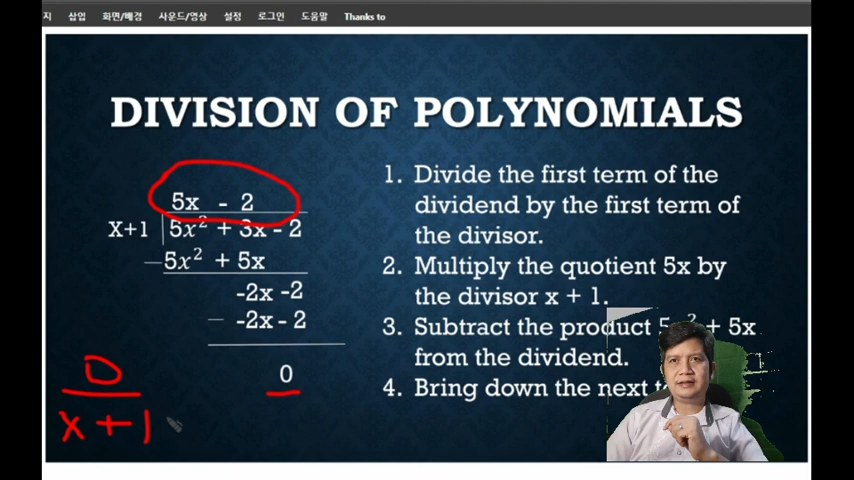 지 삽입 화면/배경 사운드/영상 설정 로그인 도움말 Thanks to
DIVISION OF POLYNOMIALS
5x - 2
X+1 5x² + 3x - 2
—5x² + 5x
-2x -2
— -2x - 2
0
0
x + 1
1. Divide the first term of the
dividend by the first term of
the divisor.
2. Multiply the quotient 5x by
the divisor x + 1.
3. Subtract the product 5x² + 5x
from the dividend.
4. Bring down the next